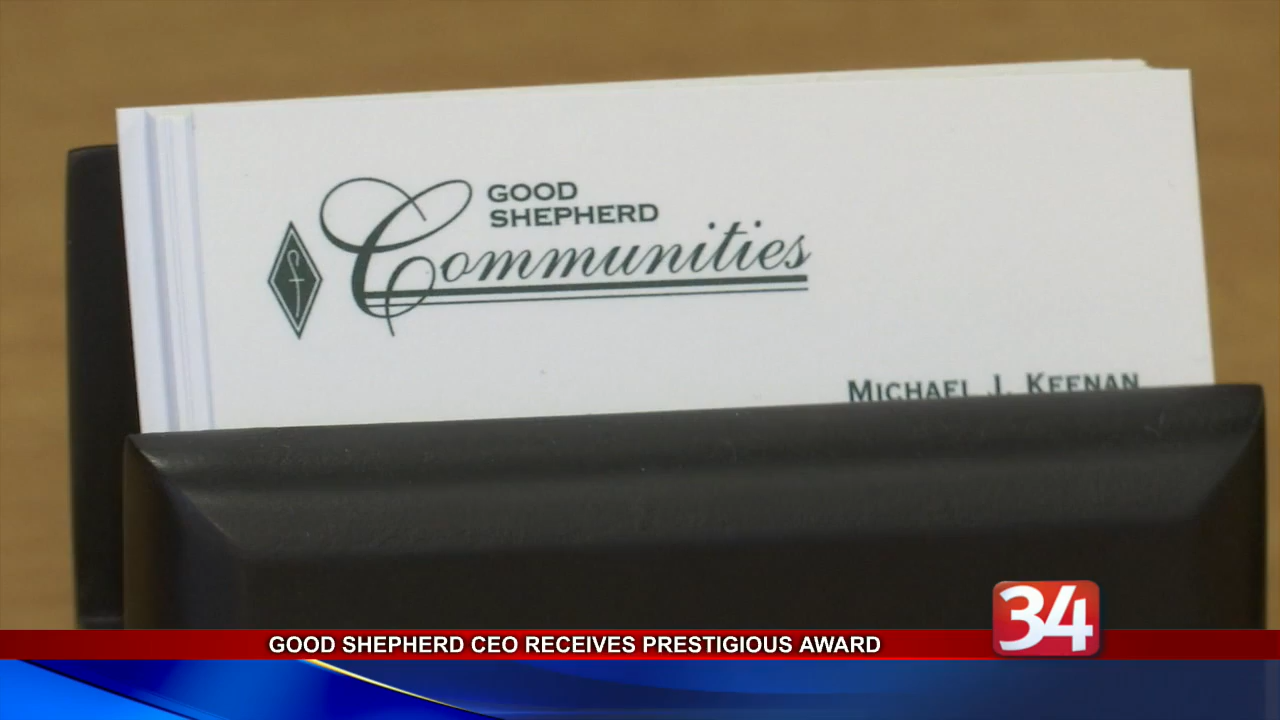 GOOD
SHEPHERD
Communities
MICHAEL J. KEENAN
34
GOOD SHEPHERD CEO RECEIVES PRESTIGIOUS AWARD